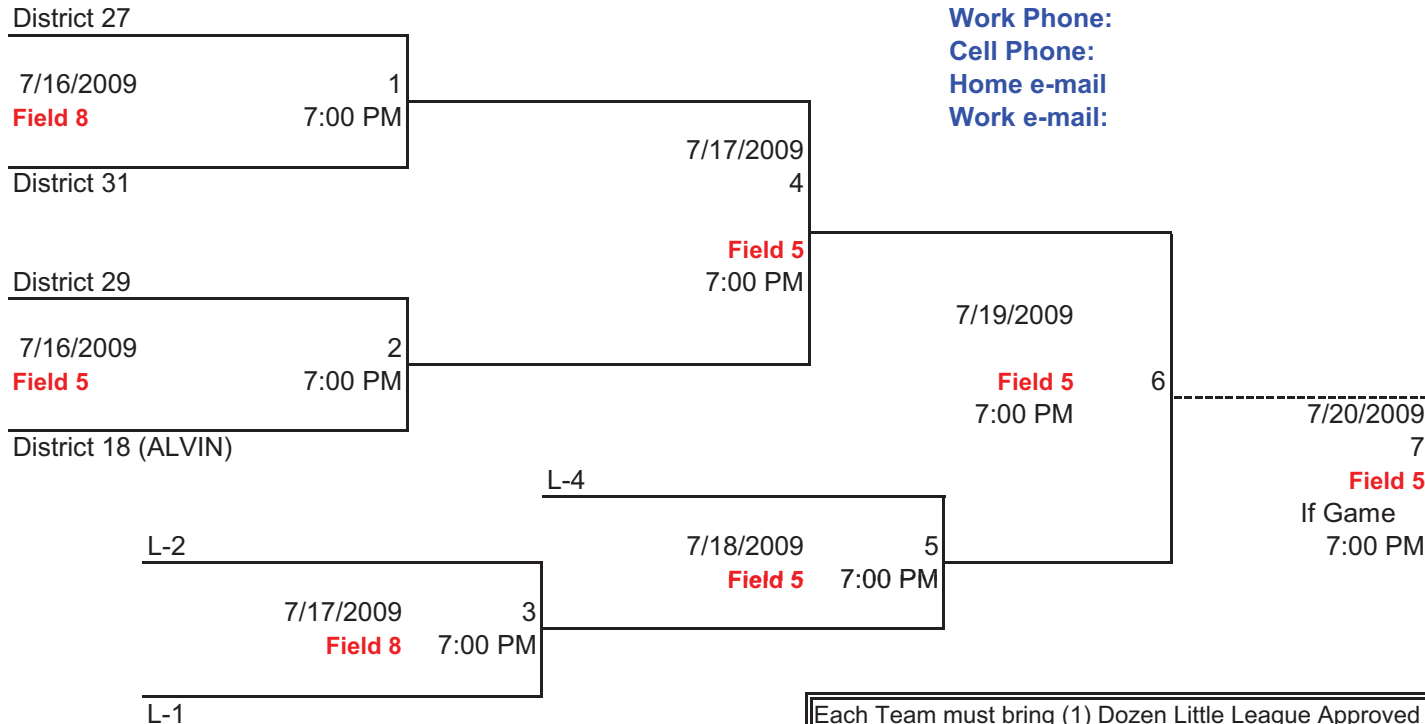 District 27
Work Phone:
Cell Phone:
Home e-mail
Work e-mail:
7/16/2009 1
Field 8 7:00 PM
7/17/2009
4
District 31
Field 5
7:00 PM
District 29
7/19/2009
7/16/2009 2
Field 5 7:00 PM
Field 5 6
7:00 PM
7/20/2009
7
Field 5
If Game
7:00 PM
District 18 (ALVIN)
L-4
L-2
7/18/2009 5
Field 5 7:00 PM
7/17/2009 3
Field 8 7:00 PM
L-1
Each Team must bring (1) Dozen Little League Approved